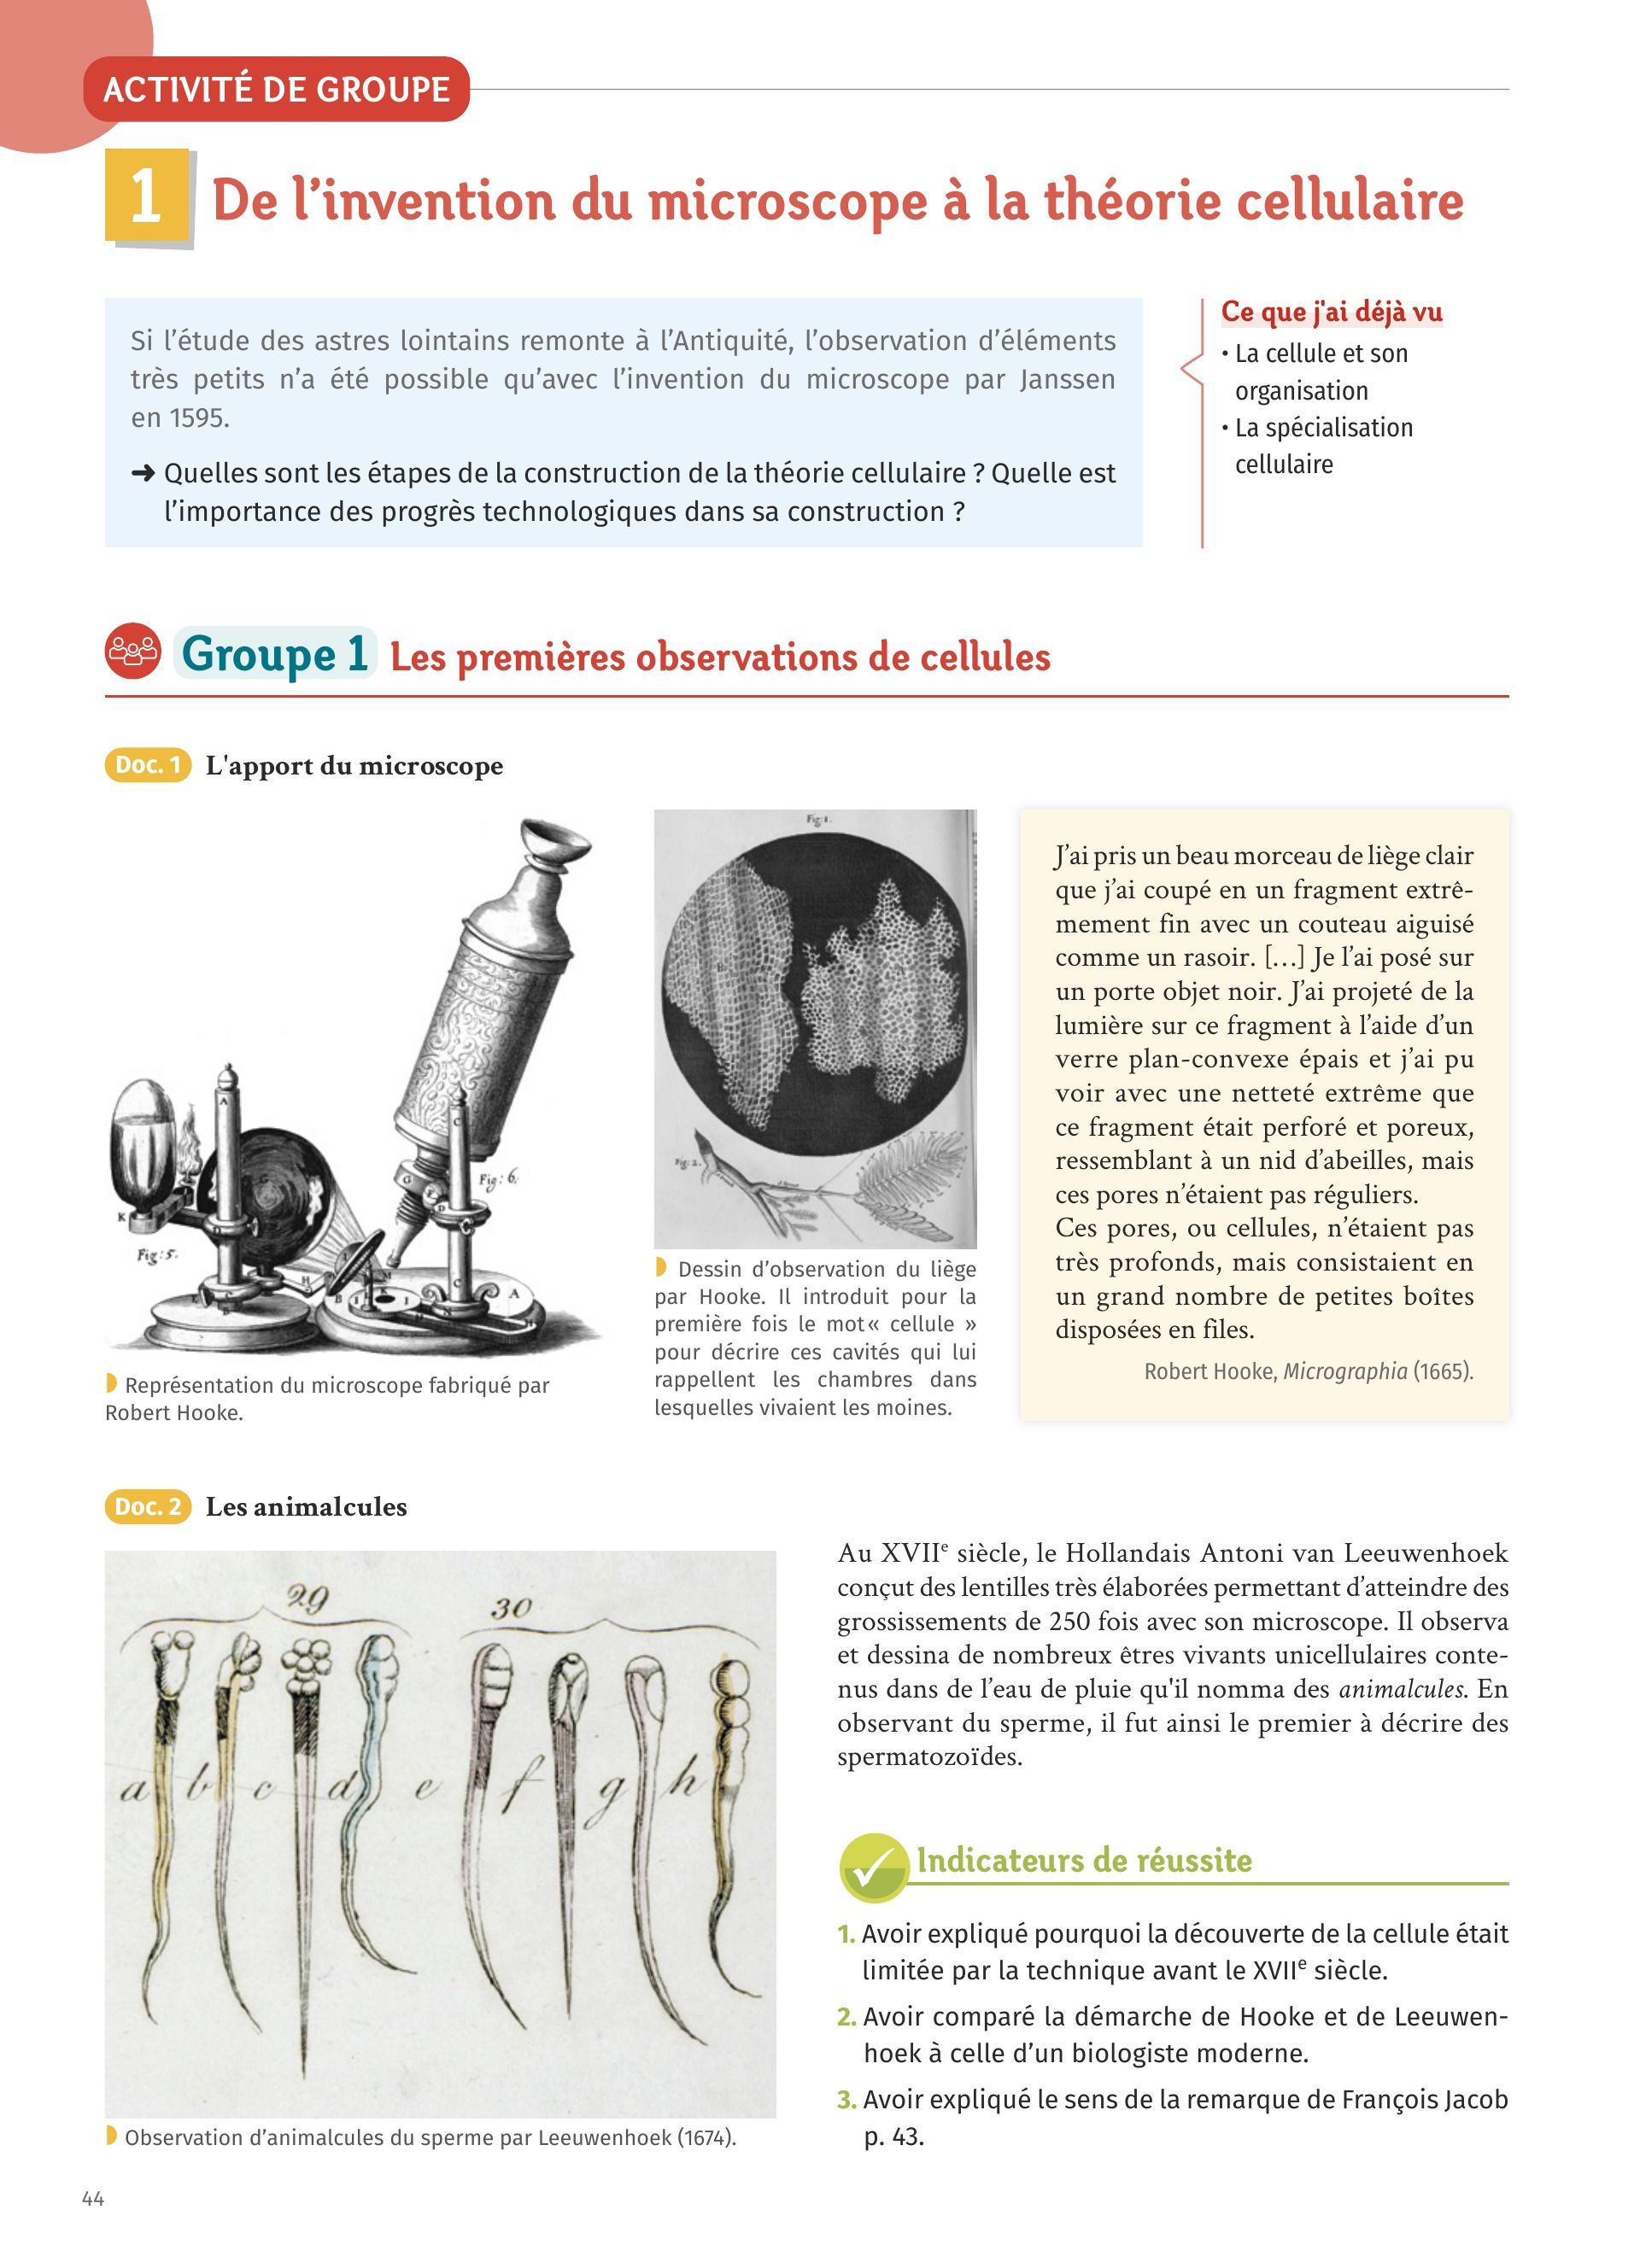 ACTIVITÉ DE GROUPE
1 De l’invention du microscope à la théorie cellulaire
Si l’étude des astres lointains remonte à l’Antiquité, l’observation d’éléments
très petits n’a été possible qu’avec l’invention du microscope par Janssen
en 1595.
➜ Quelles sont les étapes de la construction de la théorie cellulaire ? Quelle est
l’importance des progrès technologiques dans sa construction ?
Ce que j'ai déjà vu
• La cellule et son
organisation
• La spécialisation
cellulaire
Groupe 1 Les premières observations de cellules
Doc. 1 L'apport du microscope
Fig: 5.
Fig: 6.
Représentation du microscope fabriqué par
Robert Hooke.
Fig: 1.
Fig: 2.
Dessin d’observation du liège
par Hooke. Il introduit pour la
première fois le mot« cellule »
pour décrire ces cavités qui lui
rappellent les chambres dans
lesquelles vivaient les moines.
J’ai pris un beau morceau de liège clair
que j’ai coupé en un fragment extrê-
mement fin avec un couteau aiguisé
comme un rasoir. […] Je l’ai posé sur
un porte objet noir. J’ai projeté de la
lumière sur ce fragment à l’aide d’un
verre plan-convexe épais et j’ai pu
voir avec une netteté extrême que
ce fragment était perforé et poreux,
ressemblant à un nid d’abeilles, mais
ces pores n’étaient pas réguliers.
Ces pores, ou cellules, n’étaient pas
très profonds, mais consistaient en
un grand nombre de petites boîtes
disposées en files.
Robert Hooke, Micrographia (1665).
Doc. 2 Les animalcules
29 30
a b c d e f g h
Observation d’animalcules du sperme par Leeuwenhoek (1674).
Au XVIIe siècle, le Hollandais Antoni van Leeuwenhoek
conçut des lentilles très élaborées permettant d’atteindre des
grossissements de 250 fois avec son microscope. Il observa
et dessina de nombreux êtres vivants unicellulaires conte-
nus dans de l’eau de pluie qu'il nomma des animalcules. En
observant du sperme, il fut ainsi le premier à décrire des
spermatozoïdes.
Indicateurs de réussite
1. Avoir expliqué pourquoi la découverte de la cellule était
limitée par la technique avant le XVIIe siècle.
2. Avoir comparé la démarche de Hooke et de Leeuwen-
hoek à celle d’un biologiste moderne.
3. Avoir expliqué le sens de la remarque de François Jacob
p. 43.
44